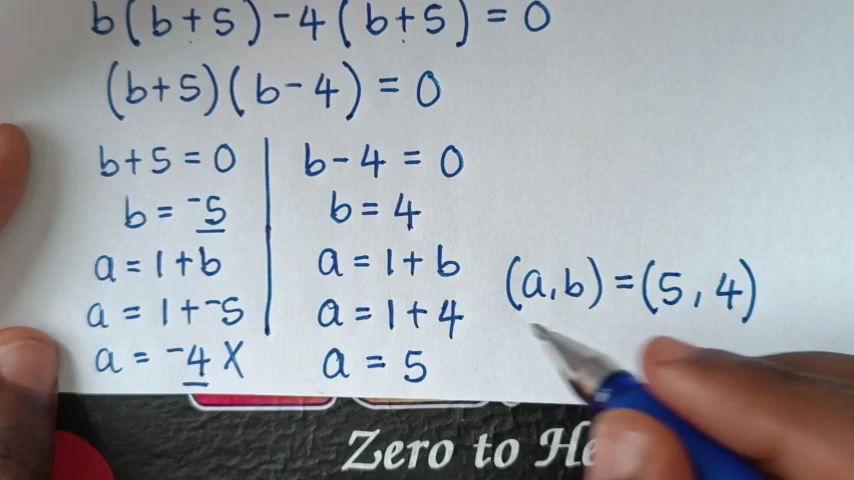 b(b+5)-4(b+5)=0
(b+5)(b-4)=0
b+5=0
b=⁻5
a=1+b
a=1+⁻5
a=⁻4 X
b-4=0
b=4
a=1+b
a=1+4
a=5
(a,b)=(5,4)
Zero to He